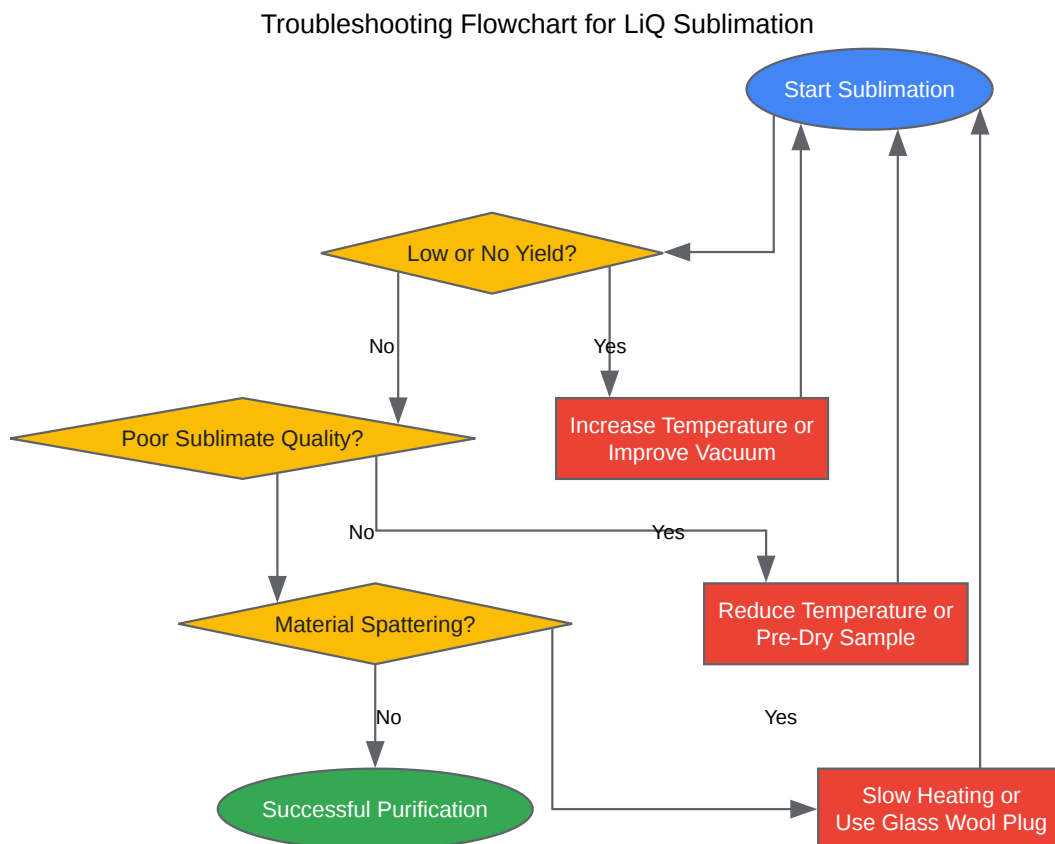 Troubleshooting Flowchart for LiQ Sublimation
Start Sublimation
Low or No Yield?
No
Yes
Increase Temperature or
Improve Vacuum
Poor Sublimate Quality?
No
Yes
Reduce Temperature or
Pre-Dry Sample
Material Spattering?
No
Yes
Successful Purification
Slow Heating or
Use Glass Wool Plug